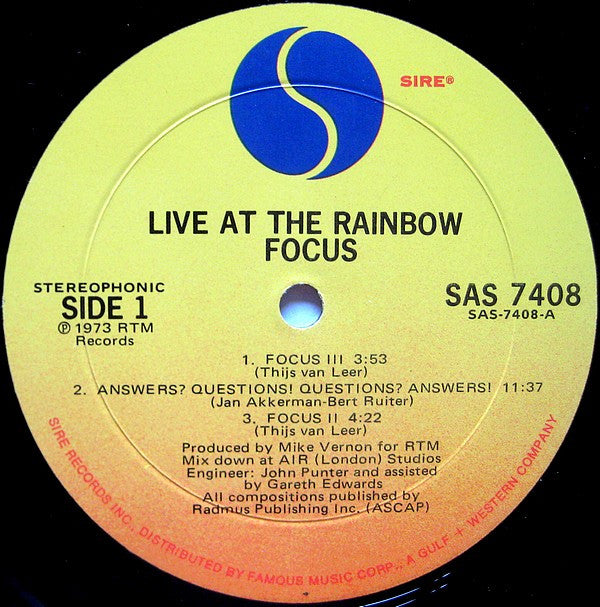 SIRE®
LIVE AT THE RAINBOW
FOCUS
STEREOPHONIC
SIDE 1
℗ 1973 RTM
Records
SAS 7408
SAS-7408-A
1. FOCUS III 3:53
(Thijs van Leer)
2. ANSWERS? QUESTIONS! QUESTIONS? ANSWERS! 11:37
(Jan Akkerman-Bert Ruiter)
3. FOCUS II 4:22
(Thijs van Leer)
Produced by Mike Vernon for RTM
Mix down at AIR (London) Studios
Engineer: John Punter and assisted
by Gareth Edwards
All compositions published by
Radmus Publishing Inc. (ASCAP)
SIRE RECORDS INC., DISTRIBUTED BY FAMOUS MUSIC CORP., A GULF + WESTERN COMPANY